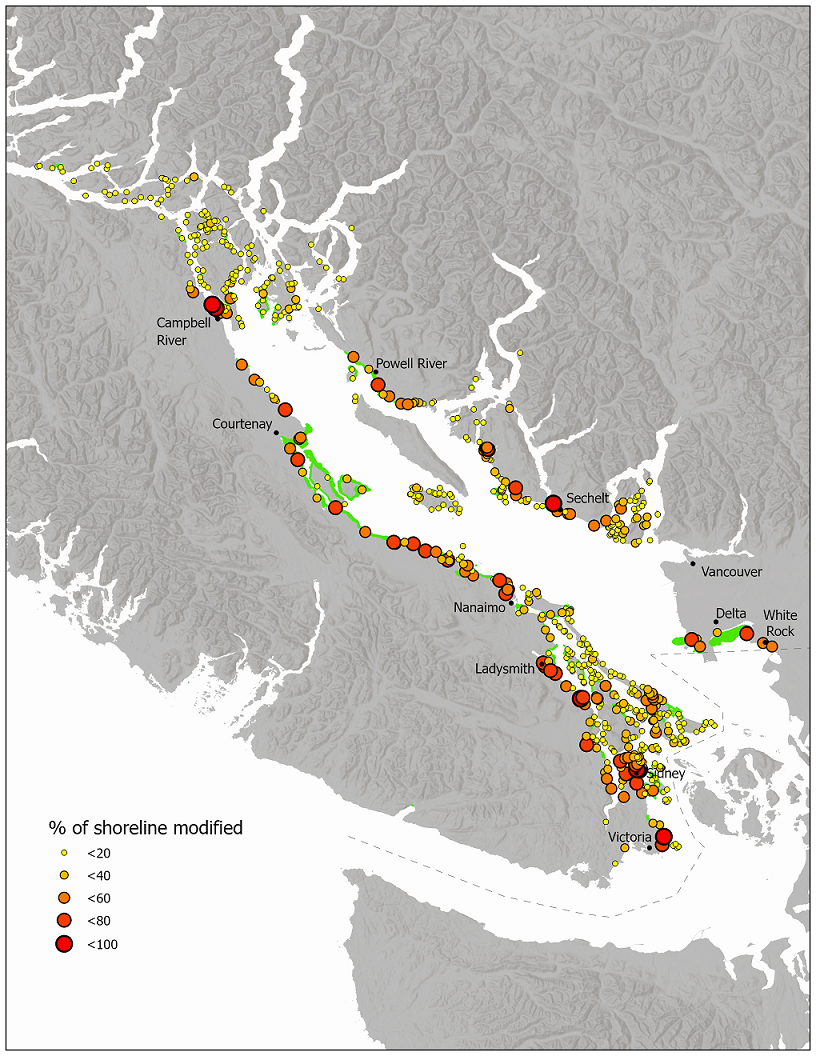 Campbell
River
Powell River
Courtenay
Sechelt
Vancouver
Nanaimo
Delta
White
Rock
Ladysmith
Sidney
Victoria
% of shoreline modified
<20
<40
<60
<80
<100